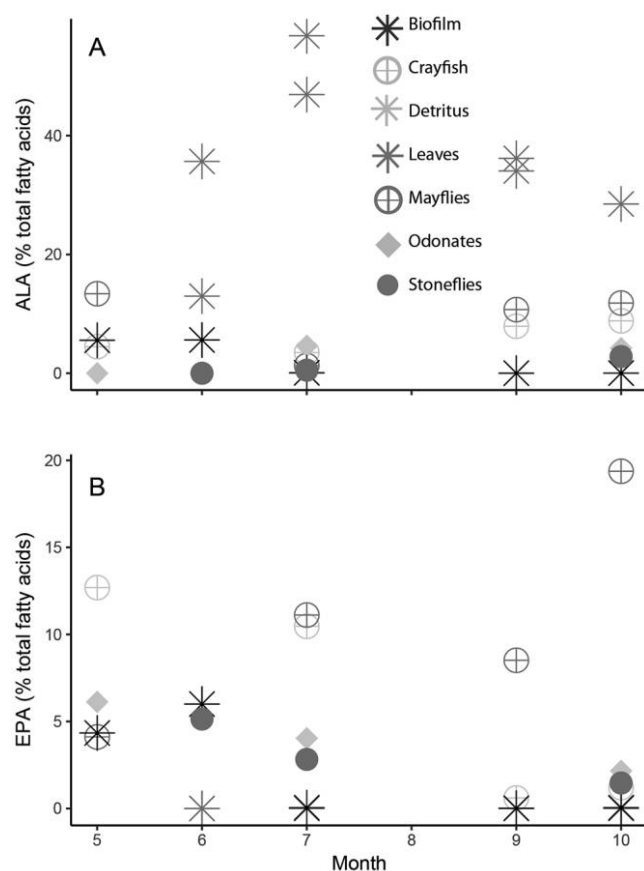 A
Biofilm
Crayfish
Detritus
Leaves
Mayflies
Odonates
Stoneflies
ALA (% total fatty acids)
40
20
0
B
EPA (% total fatty acids)
20
15
10
5
0
5 6 7 8 9 10
Month